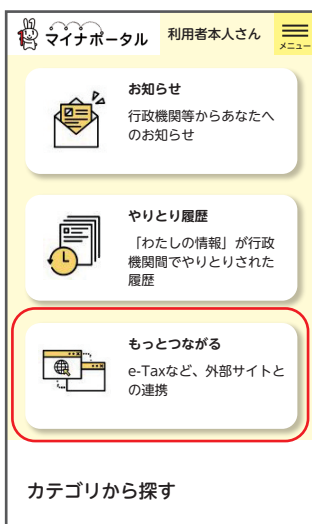 マイナポータル
利用者本人さん
メニュー
お知らせ
行政機関等からあなたへ
のお知らせ
やりとり履歴
「わたしの情報」が行政
機関間でやりとりされた
履歴
もっとつながる
e-Taxなど、外部サイトと
の連携
カテゴリから探す